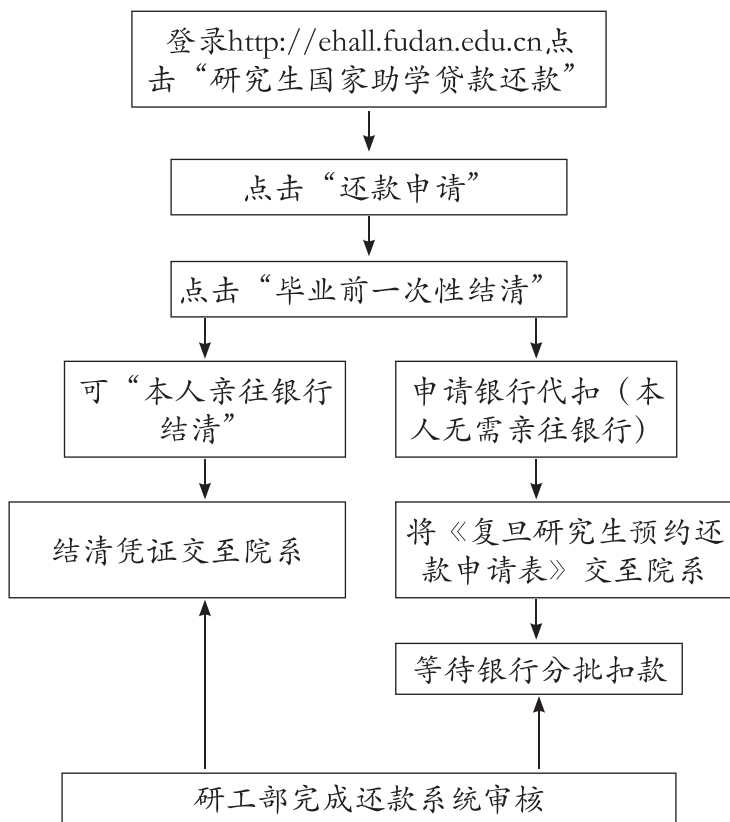 登录http://ehall.fudan.edu.cn点
击“研究生国家助学贷款还款”
点击“还款申请”
点击“毕业前一次性结清”
可“本人亲往银行
结清”
申请银行代扣（本
人无需亲往银行）
结清凭证交至院系
将《复旦研究生预约还
款申请表》交至院系
等待银行分批扣款
研工部完成还款系统审核